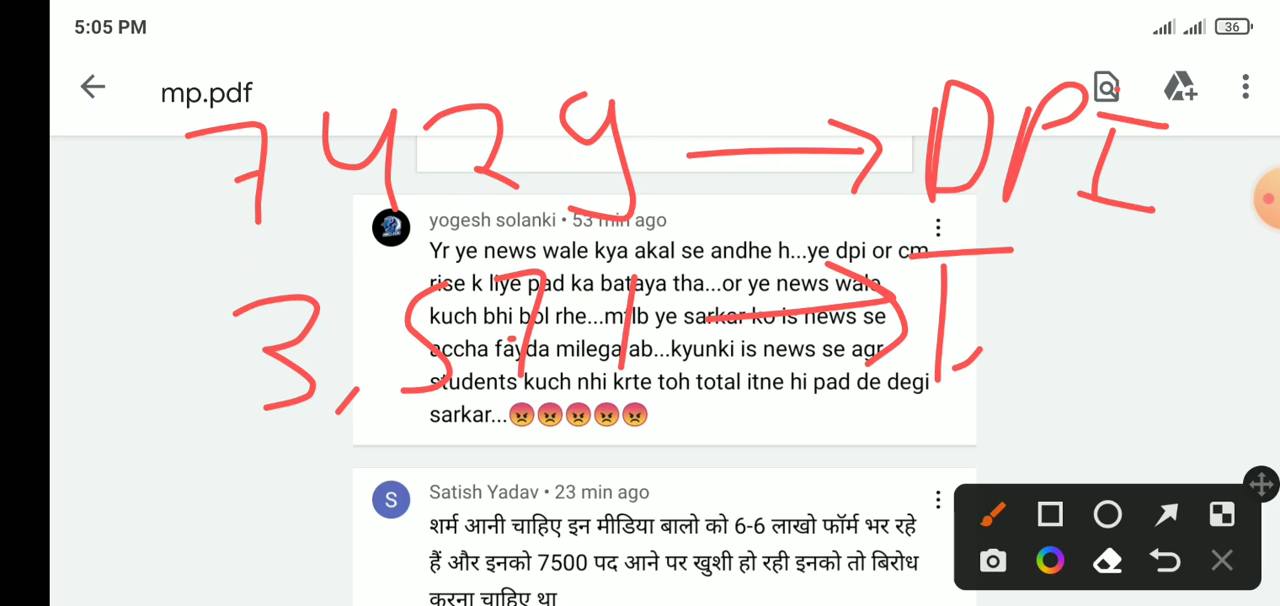 5:05 PM
36
mp.pdf
7429 → DPI
yogesh solanki • 53 min ago
Yr ye news wale kya akal se andhe h...ye dpi or cm
rise k liye pad ka bataya tha...or ye news wale
kuch bhi bol rhe...mtlb ye sarkar ko is news se
accha fayda milega ab...kyunki is news se agr
students kuch nhi krte toh total itne hi pad de degi
sarkar...😡😡😡😡😡
3,571 → T,
S
Satish Yadav • 23 min ago
शर्म आनी चाहिए इन मीडिया बालो को 6-6 लाखो फॉर्म भर रहे
हैं और इनको 7500 पद आने पर खुशी हो रही इनको तो बिरोध
करना चाहिए था